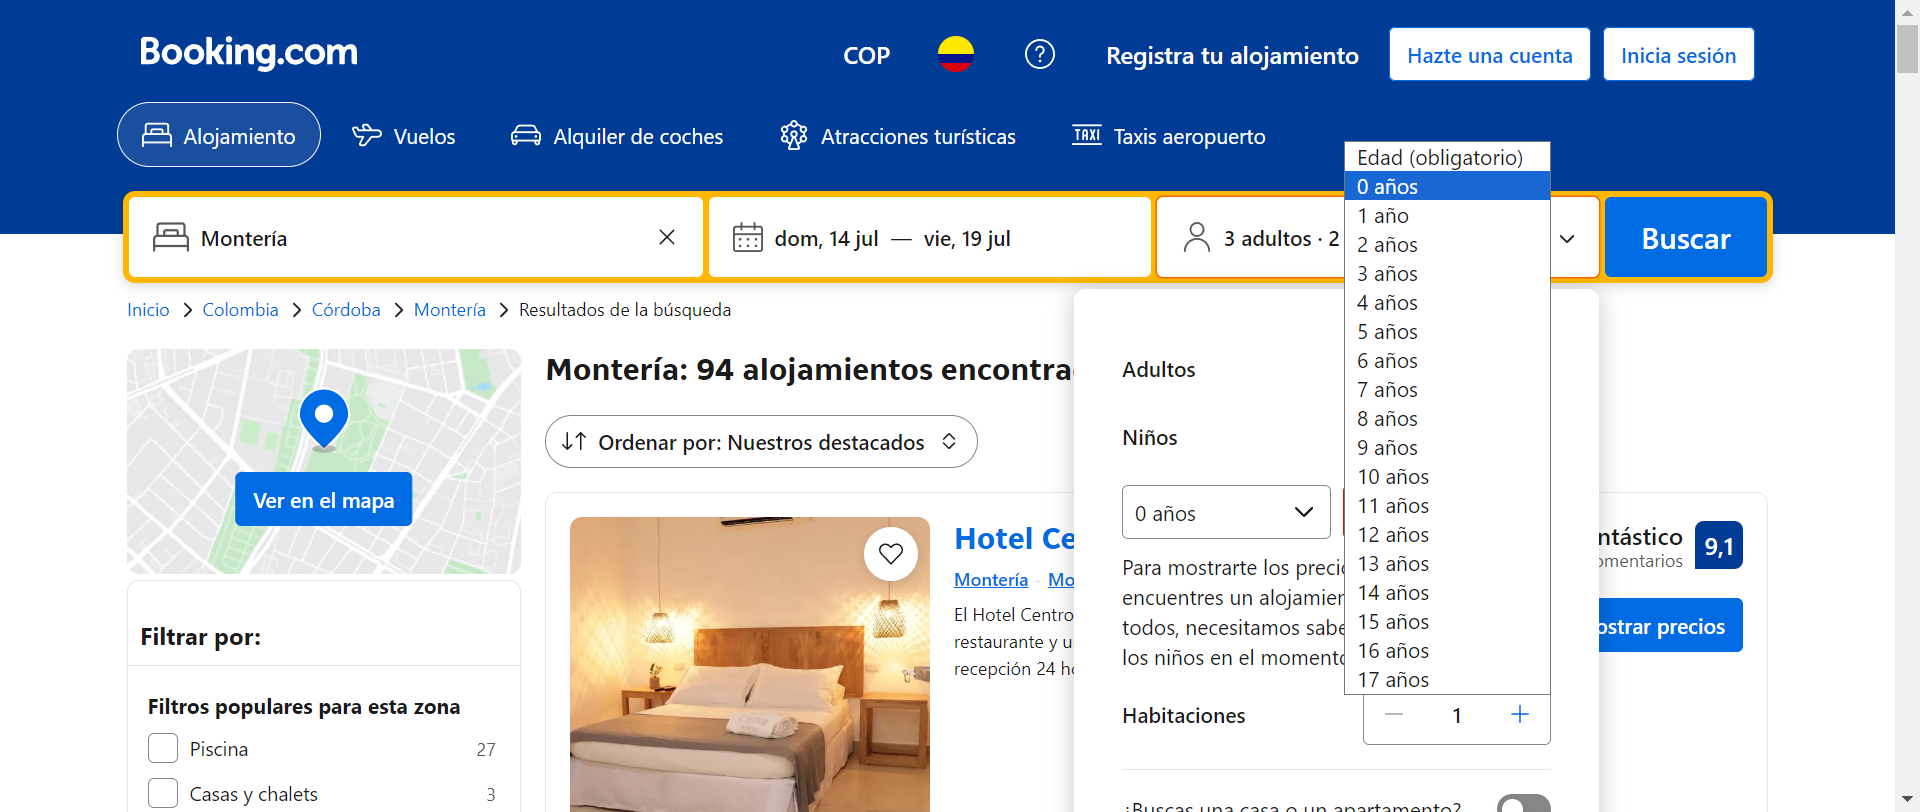 Booking.com
COP
Registra tu alojamiento
Hazte una cuenta
Inicia sesión
Alojamiento
Vuelos
Alquiler de coches
Atracciones turísticas
TAXI
Taxis aeropuerto
Montería
dom, 14 jul — vie, 19 jul
3 adultos · 2
Buscar
Edad (obligatorio)
0 años
1 año
2 años
3 años
4 años
5 años
6 años
7 años
8 años
9 años
10 años
11 años
12 años
13 años
14 años
15 años
16 años
17 años
Inicio
Colombia
Córdoba
Montería
Resultados de la búsqueda
Ver en el mapa
Filtrar por:
Filtros populares para esta zona
Piscina 27
Casas y chalets 3
Montería: 94 alojamientos encontra
Ordenar por: Nuestros destacados
Hotel Ce
Montería
Mo
El Hotel Centro
restaurante y u
recepción 24 h
ntástico
omentarios
9,1
ostrar precios
Adultos
Niños
0 años
Para mostrarte los preci
encuentres un alojamie
todos, necesitamos sabe
los niños en el momento
Habitaciones
1
¿Buscas una casa o un apartamento?